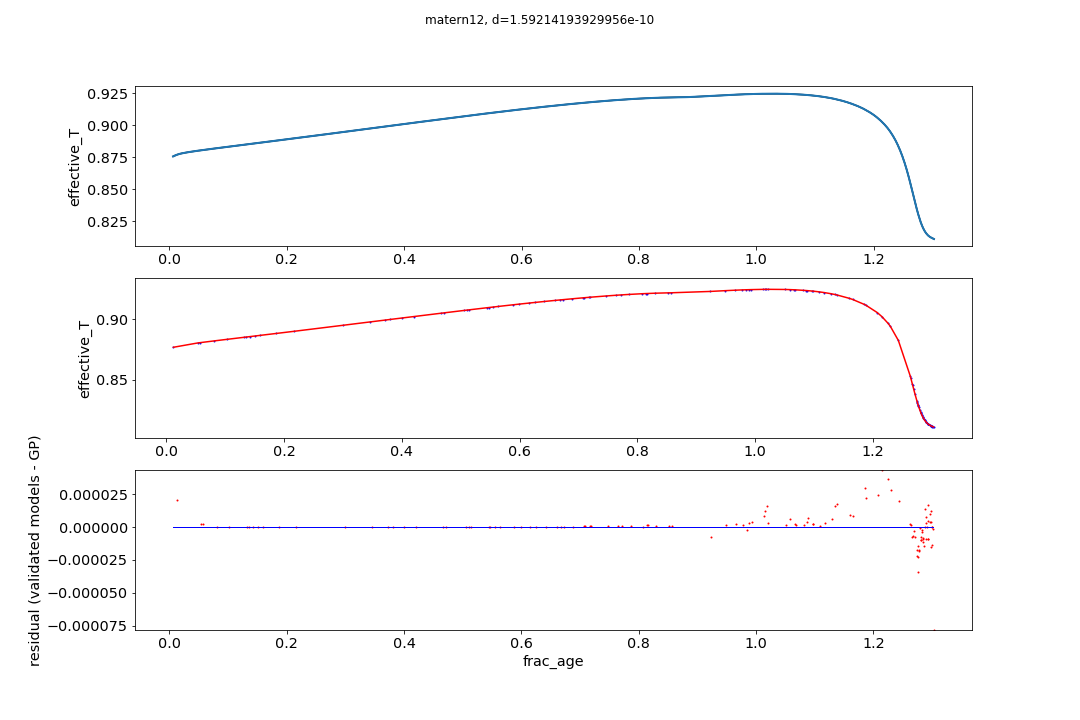 matern12, d=1.59214193929956e-10
effective_T
0.925
0.900
0.875
0.850
0.825
0.0 0.2 0.4 0.6 0.8 1.0 1.2
effective_T
0.90
0.85
0.0 0.2 0.4 0.6 0.8 1.0 1.2
residual (validated models - GP)
0.000025
0.000000
−0.000025
−0.000050
−0.000075
0.0 0.2 0.4 0.6 0.8 1.0 1.2
frac_age